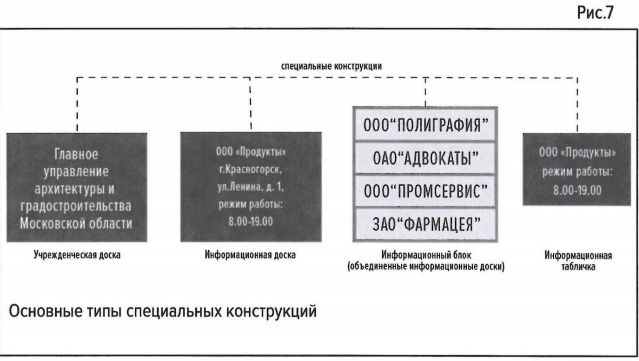 Рис.7
специальные конструкции
Главное
управление
архитектуры и
градостроительства
Московской области
Учрежденческая доска
ООО «Продукты»
г.Красногорск,
ул.Ленина, д. 1,
режим работы:
8.00-19.00
Информационная доска
ООО“ПОЛИГРАФИЯ”
ОАО“АДВОКАТЫ”
ООО“ПРОМСЕРВИС”
ЗАО“ФАРМАЦЕЯ”
Информационный блок
(объединенные информационные доски)
ООО «Продукты»
режим работы:
8.00-19.00
Информационная
табличка
Основные типы специальных конструкций